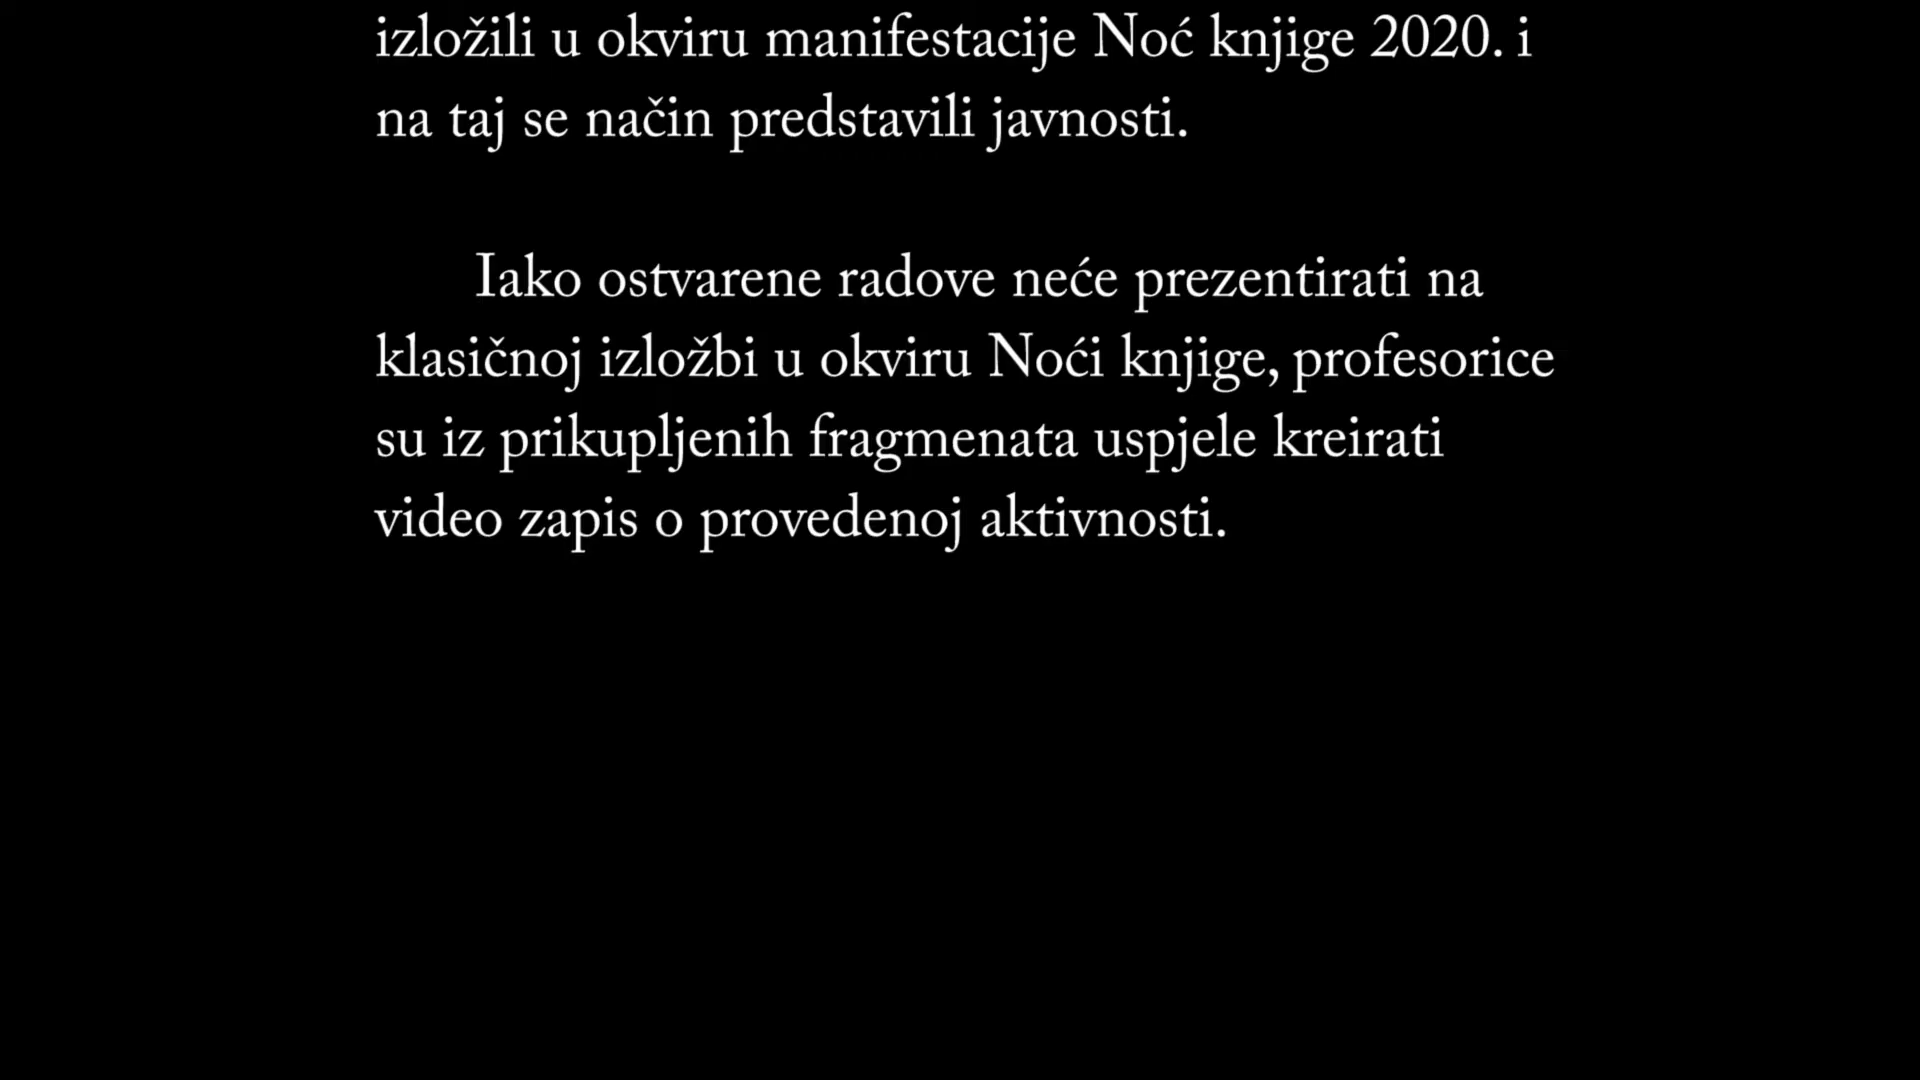 izložili u okviru manifestacije Noć knjige 2020. i
na taj se način predstavili javnosti.
Iako ostvarene radove neće prezentirati na
klasičnoj izložbi u okviru Noći knjige, profesorice
su iz prikupljenih fragmenata uspjele kreirati
video zapis o provedenoj aktivnosti.